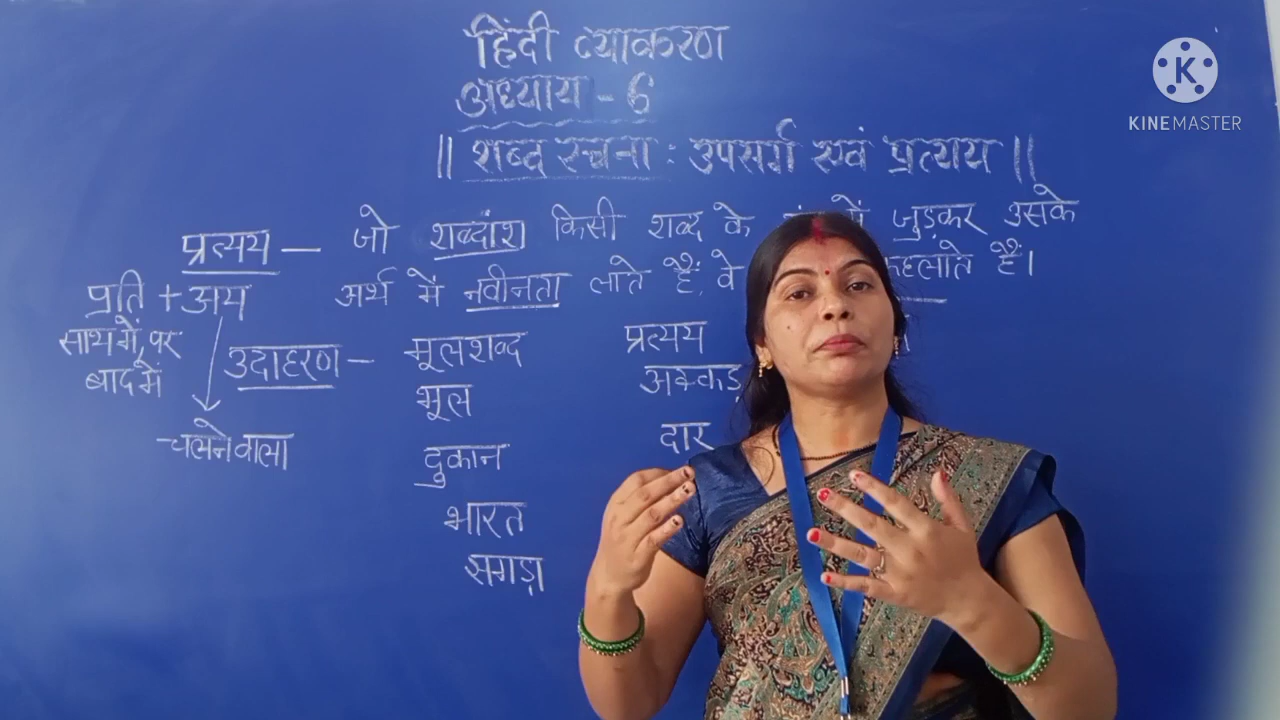 हिंदी व्याकरण
अध्याय - 6
|| शब्द रचना : उपसर्ग एवं प्रत्यय ||
प्रत्यय — जो शब्दांश किसी शब्द के में जुड़कर उसके
अर्थ में नवीनता लाते हैं, वे कहलाते हैं।
प्रति + अय
साथ में, पर
बाद में
चलने वाला
उदाहरण — मूलशब्द प्रत्यय
भूल अक्कड़
दुकान दार
भारत
झगड़ा
KINEMASTER